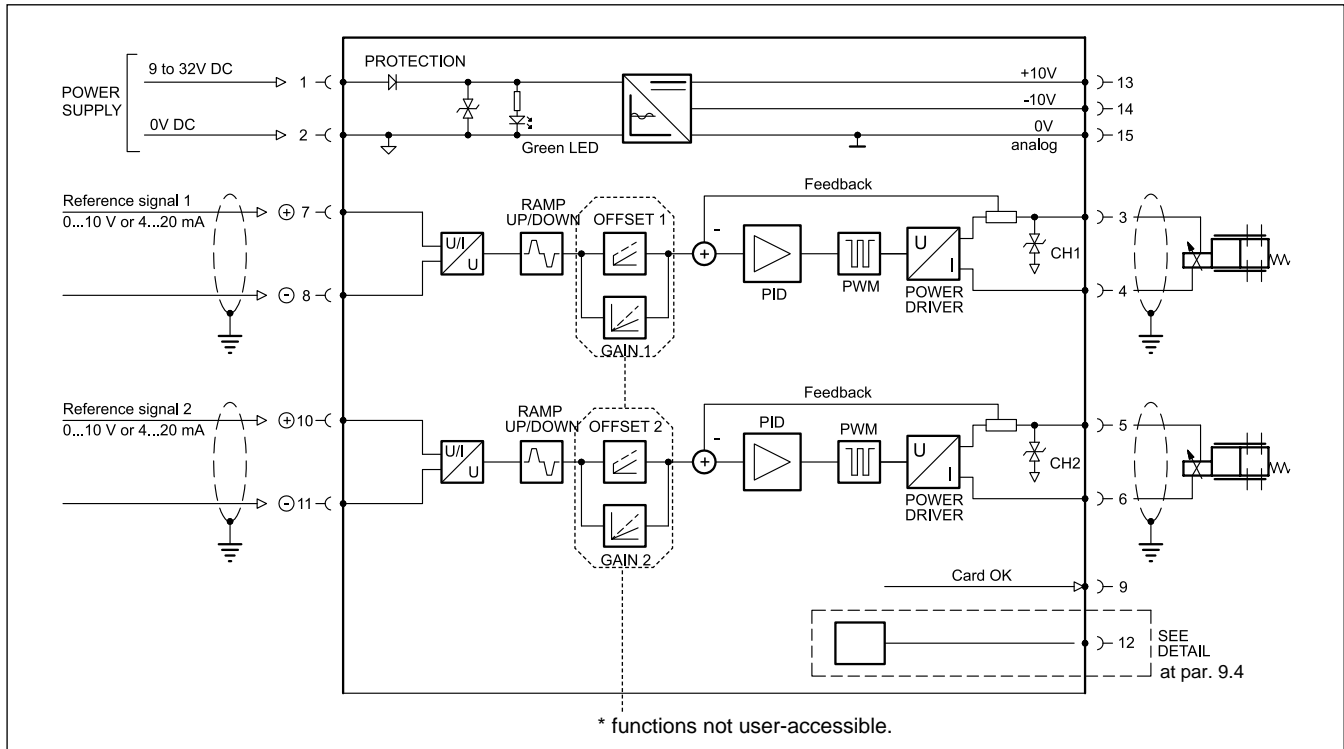 POWER
SUPPLY
9 to 32V DC
1
0V DC
2
PROTECTION
Green LED
+10V
13
-10V
14
0V
analog
15
Reference signal 1
0...10 V or 4...20 mA
+ 7
- 8
U/I
U
RAMP
UP/DOWN
OFFSET 1
GAIN 1
Feedback
-
+
PID
PWM
U
I
POWER
DRIVER
CH1
3
4
Reference signal 2
0...10 V or 4...20 mA
+ 10
- 11
U/I
U
RAMP
UP/DOWN
OFFSET 2
GAIN 2
Feedback
-
+
PID
PWM
U
I
POWER
DRIVER
CH2
5
6
Card OK
9
12
SEE
DETAIL
at par. 9.4
* functions not user-accessible.